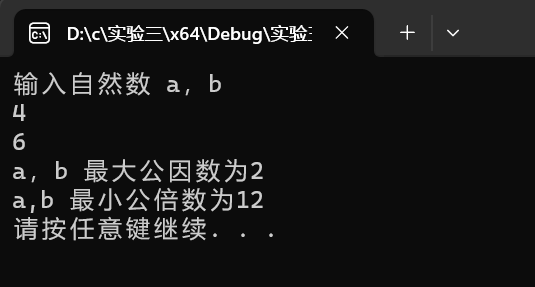 D:\c\实验三\x64\Debug\实验三
输入自然数 a, b
4
6
a, b 最大公因数为2
a,b 最小公倍数为12
请按任意键继续. . .